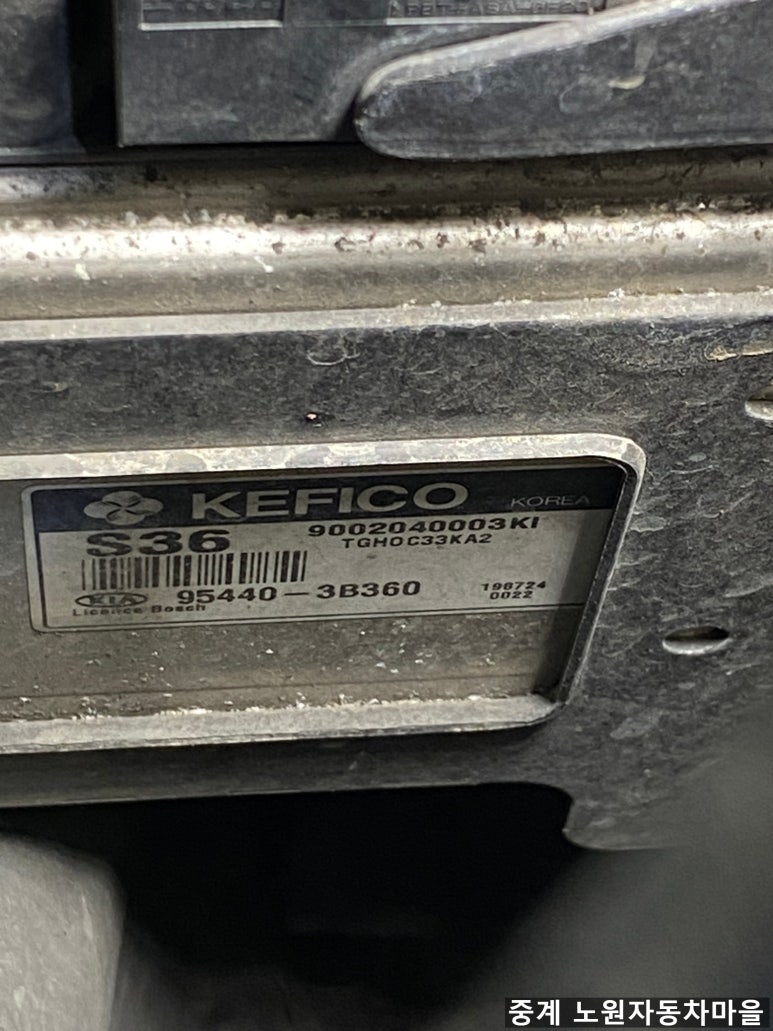 KEFICO KOREA
S36 9002040003KI
TGH0C33KA2
KIA 95440-3B360 198724
Licence Bosch 0022
중계 노원자동차마을